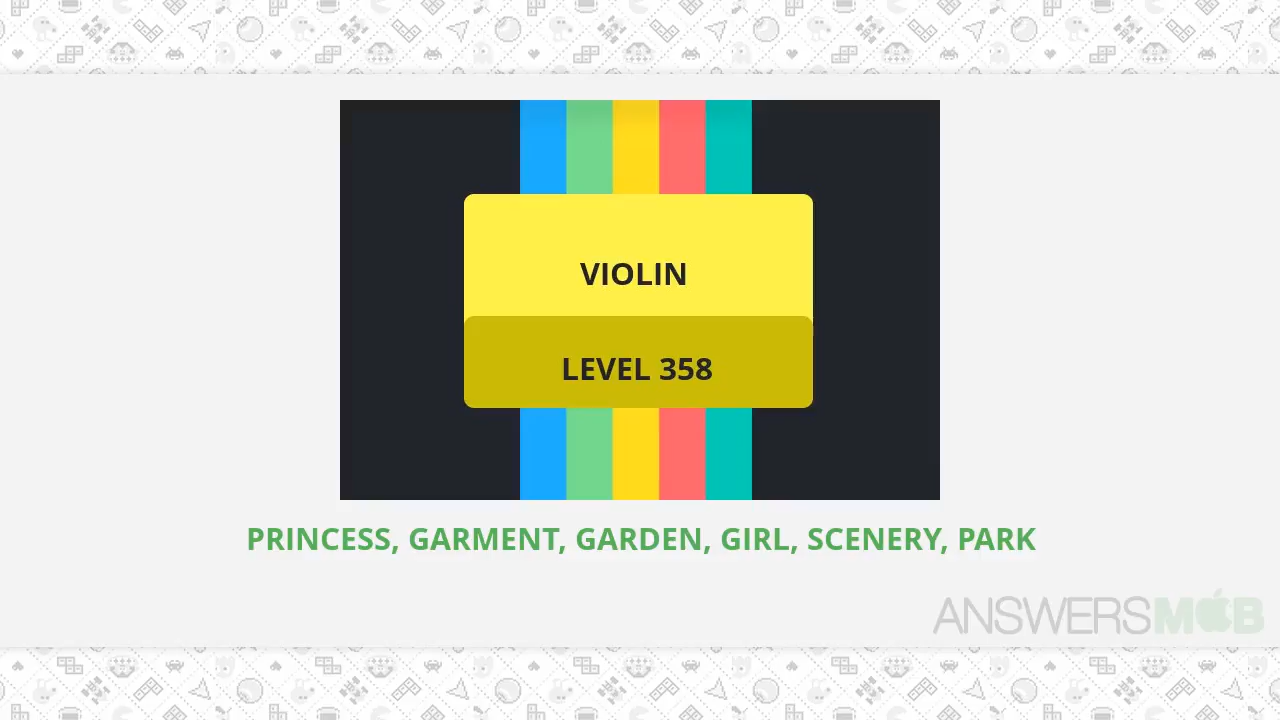 VIOLIN
LEVEL 358
PRINCESS, GARMENT, GARDEN, GIRL, SCENERY, PARK
ANSWERSMOB